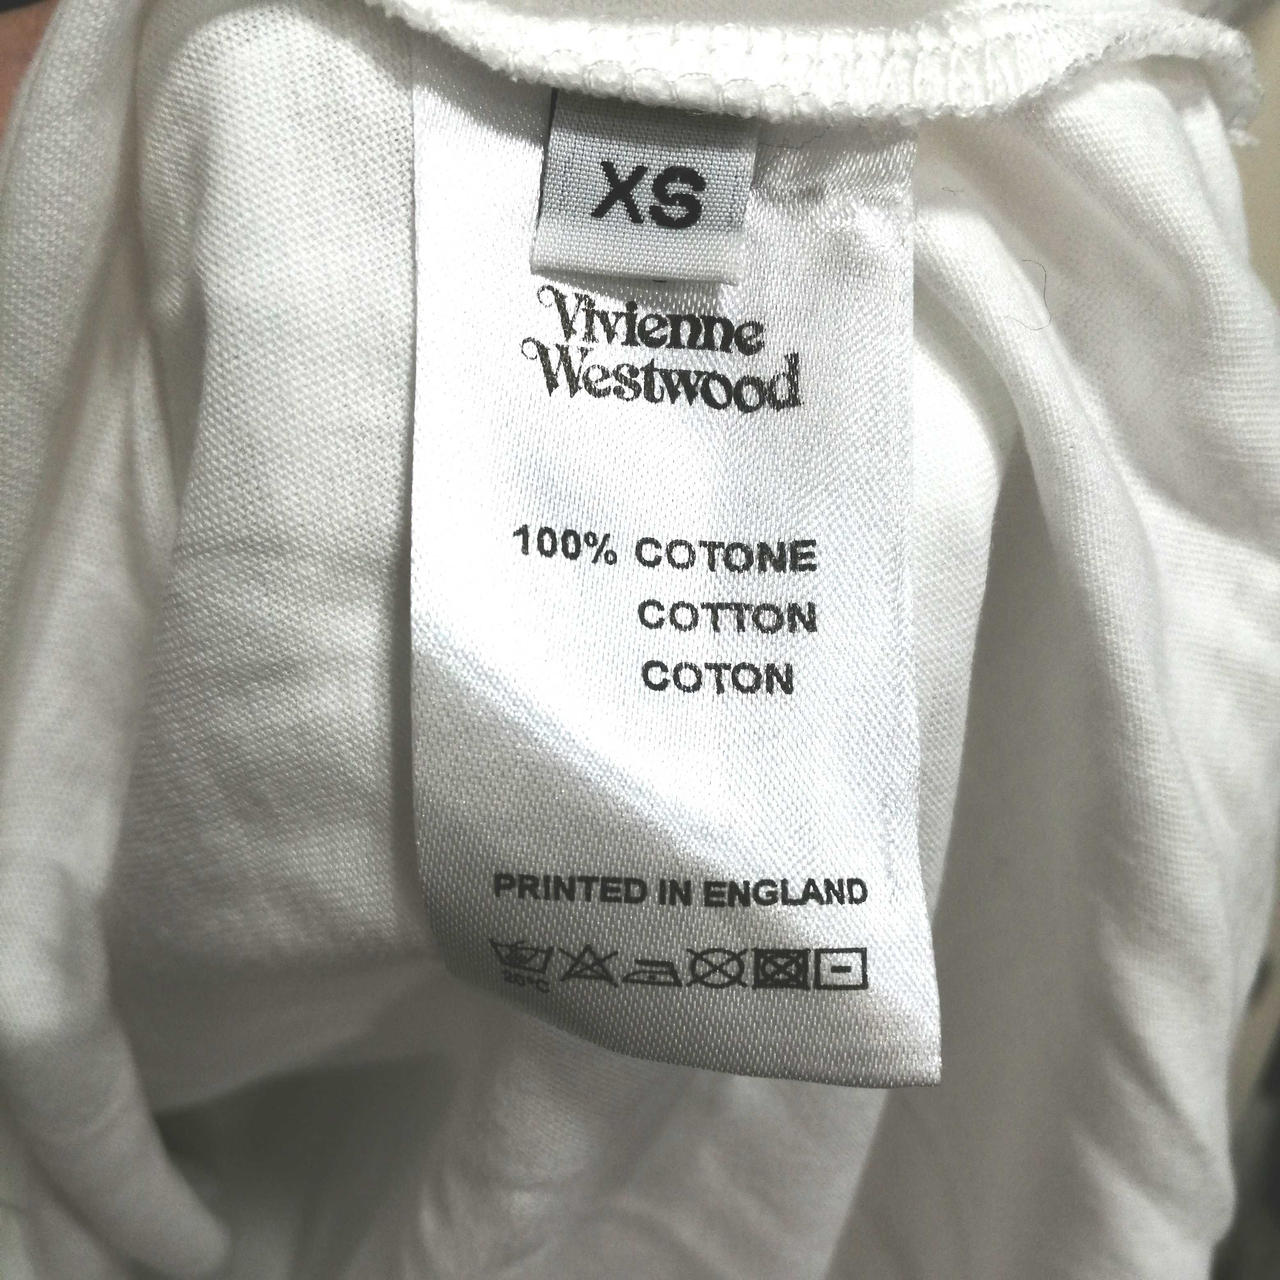 XS
Vivienne
Westwood
100% COTONE
COTTON
COTON
PRINTED IN ENGLAND